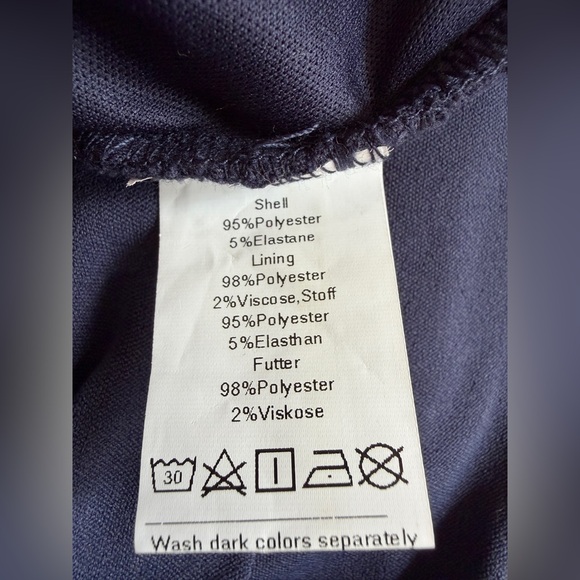 Shell
95%Polyester
5%Elastane
Lining
98%Polyester
2%Viscose,Stoff
95%Polyester
5%Elasthan
Futter
98%Polyester
2%Viskose
30
Wash dark colors separately